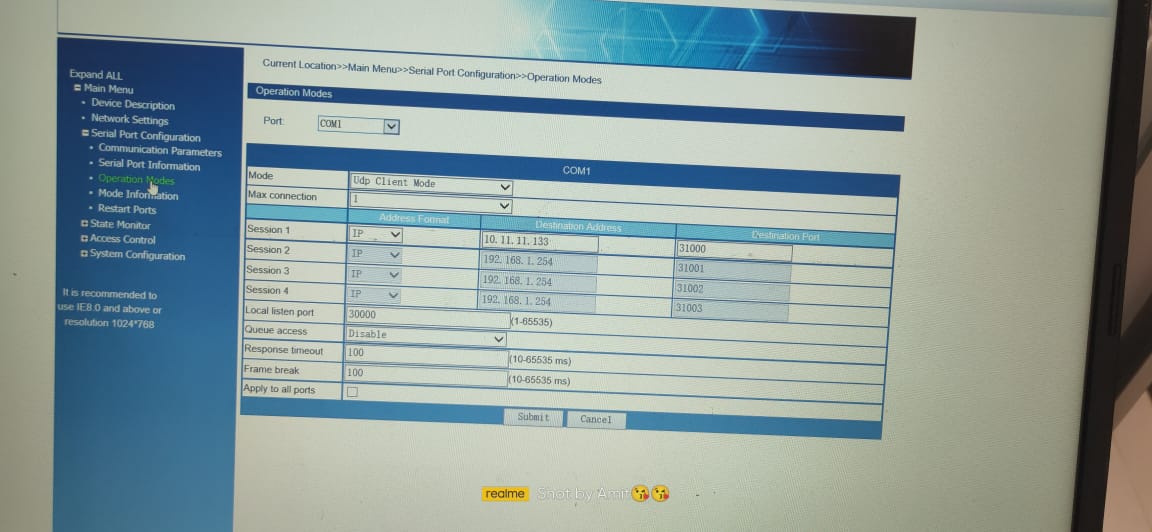 Current Location>>Main Menu>>Serial Port Configuration>>Operation Modes
Expand ALL
Main Menu
Device Description
Network Settings
Serial Port Configuration
Communication Parameters
Serial Port Information
Operation Modes
Mode Information
Restart Ports
State Monitor
Access Control
System Configuration
It is recommended to
use IE8.0 and above or
resolution 1024*768
Operation Modes
Port: COM1
COM1
Mode Udp Client Mode
Max connection 1
Address Format Destination Address Destination Port
Session 1 IP 10. 11. 11. 133 31000
Session 2 IP 192. 168. 1. 254 31001
Session 3 IP 192. 168. 1. 254 31002
Session 4 IP 192. 168. 1. 254 31003
Local listen port 30000 (1-65535)
Queue access Disable
Response timeout 100 (10-65535 ms)
Frame break 100 (10-65535 ms)
Apply to all ports
Submit Cancel
realme Shot by Amit😘😘